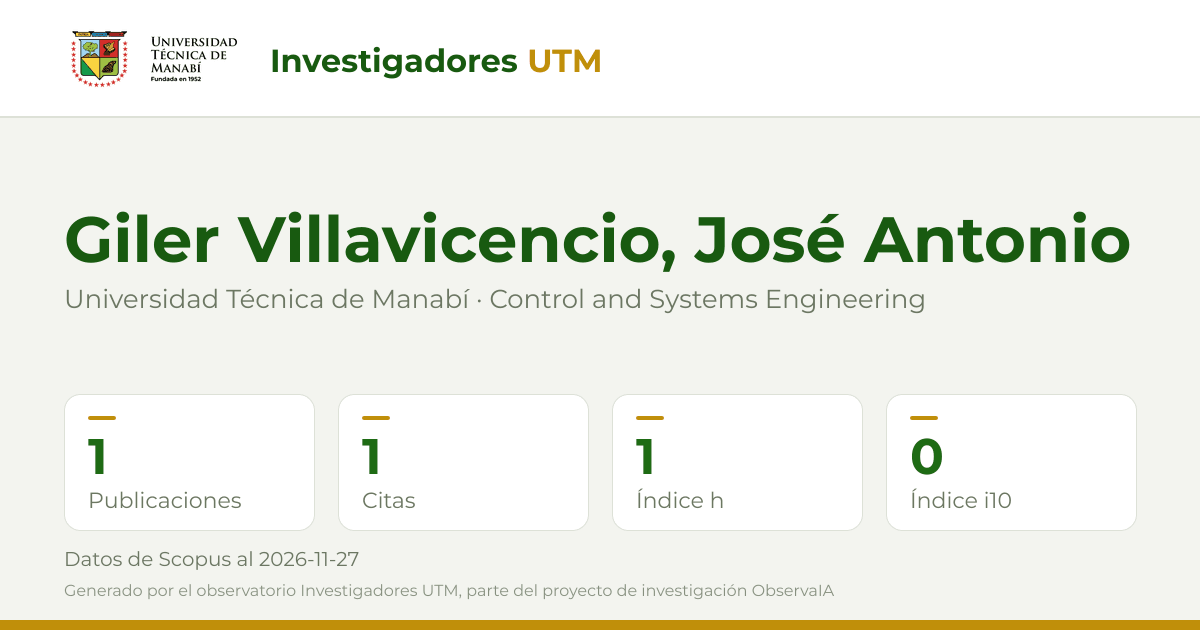 UNIVERSIDAD
TÉCNICA DE
MANABÍ
Fundada en 1952
Investigadores UTM
Giler Villavicencio, José Antonio
Universidad Técnica de Manabí · Control and Systems Engineering
1
Publicaciones
1
Citas
1
Índice h
0
Índice i10
Datos de Scopus al 2026-11-27
Generado por el observatorio Investigadores UTM, parte del proyecto de investigación ObservaIA